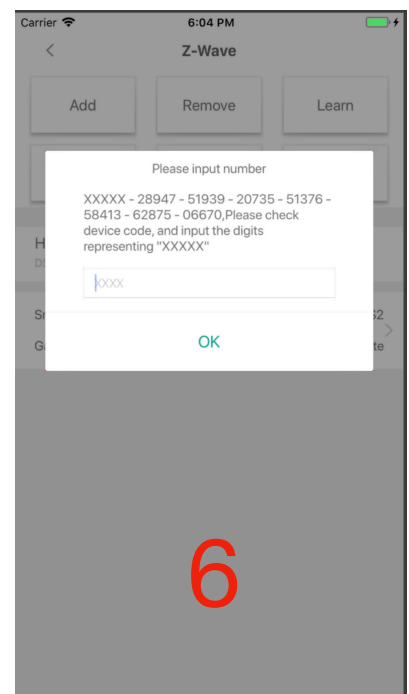 Carrier 6:04 PM
Z-Wave
Add Remove Learn
Please input number
XXXXX - 28947 - 51939 - 20735 - 51376 -
58413 - 62875 - 06670,Please check
device code, and input the digits
representing "XXXXX"
XXXX
OK
6